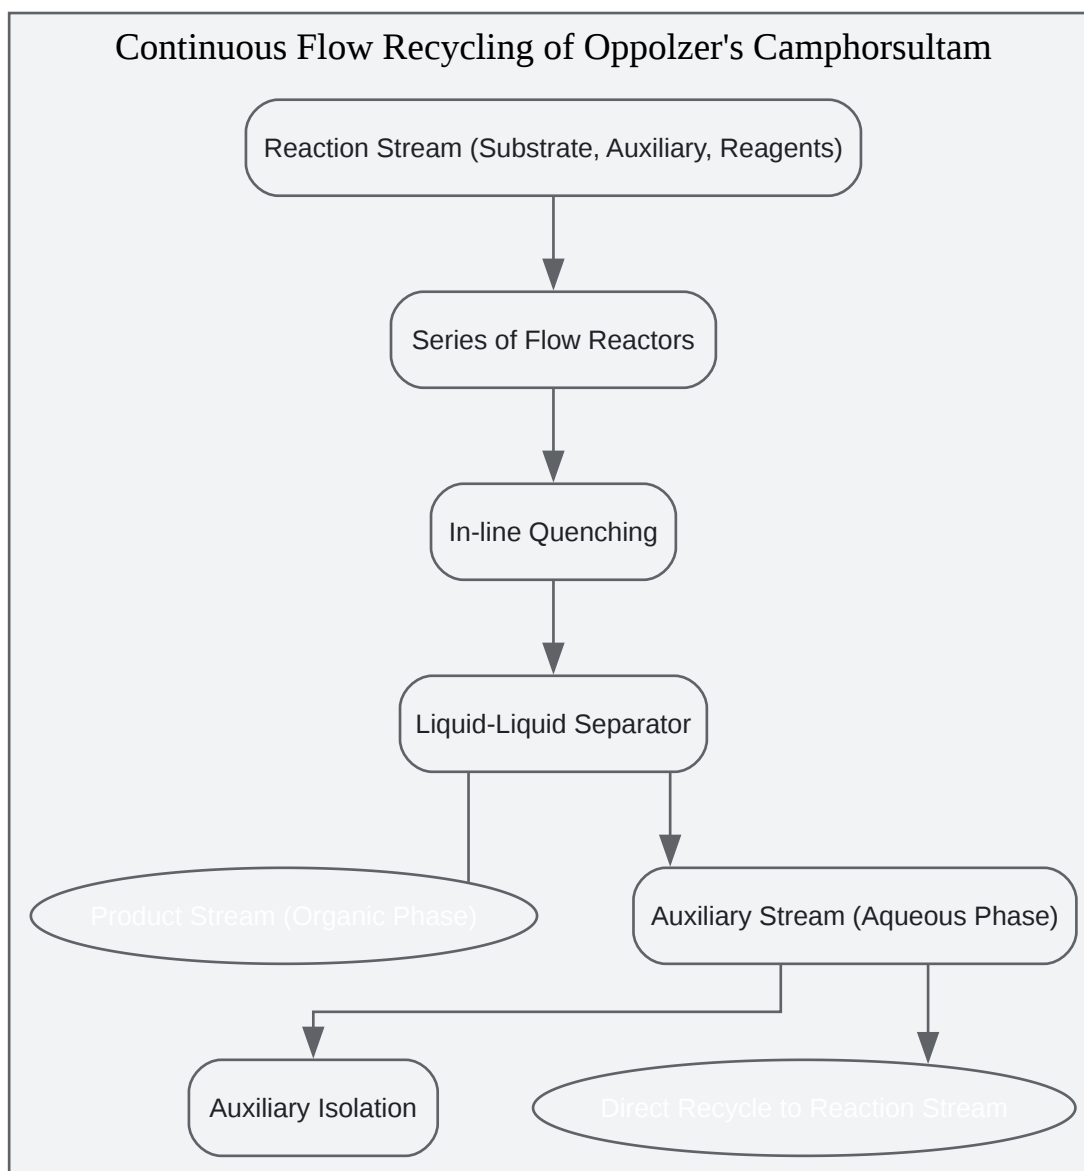 Continuous Flow Recycling of Oppolzer's Camphorsultam
Reaction Stream (Substrate, Auxiliary, Reagents)
Series of Flow Reactors
In-line Quenching
Liquid-Liquid Separator
Product Stream (Organic Phase)
Auxiliary Stream (Aqueous Phase)
Auxiliary Isolation
Direct Recycle to Reaction Stream